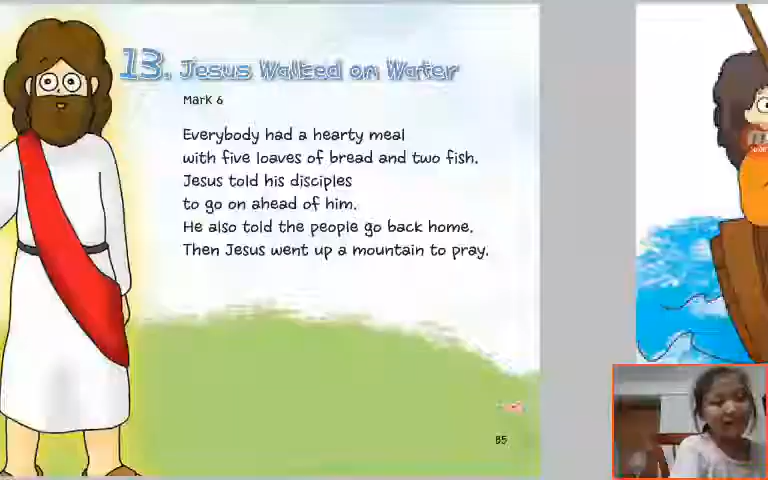 13. Jesus Walked on Water
Mark 6
Everybody had a hearty meal
with five loaves of bread and two fish.
Jesus told his disciples
to go on ahead of him.
He also told the people go back home.
Then Jesus went up a mountain to pray.
85